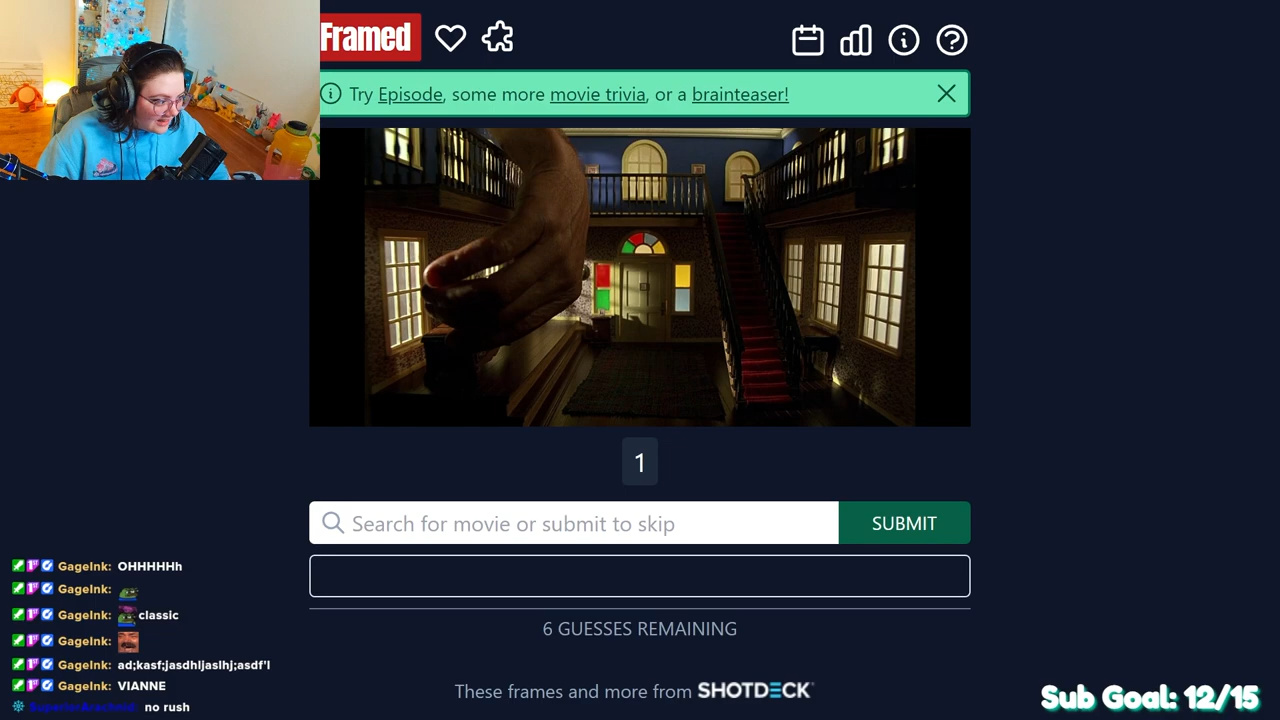 Framed
Try Episode, some more movie trivia, or a brainteaser!
1
Search for movie or submit to skip
SUBMIT
6 GUESSES REMAINING
These frames and more from SHOTDECK
GageInk: OHHHHHh
GageInk:
GageInk: classic
GageInk:
GageInk: ad;kasf;jasdhljaslhj;asdf'l
GageInk: VIANNE
no rush
Sub Goal: 12/15